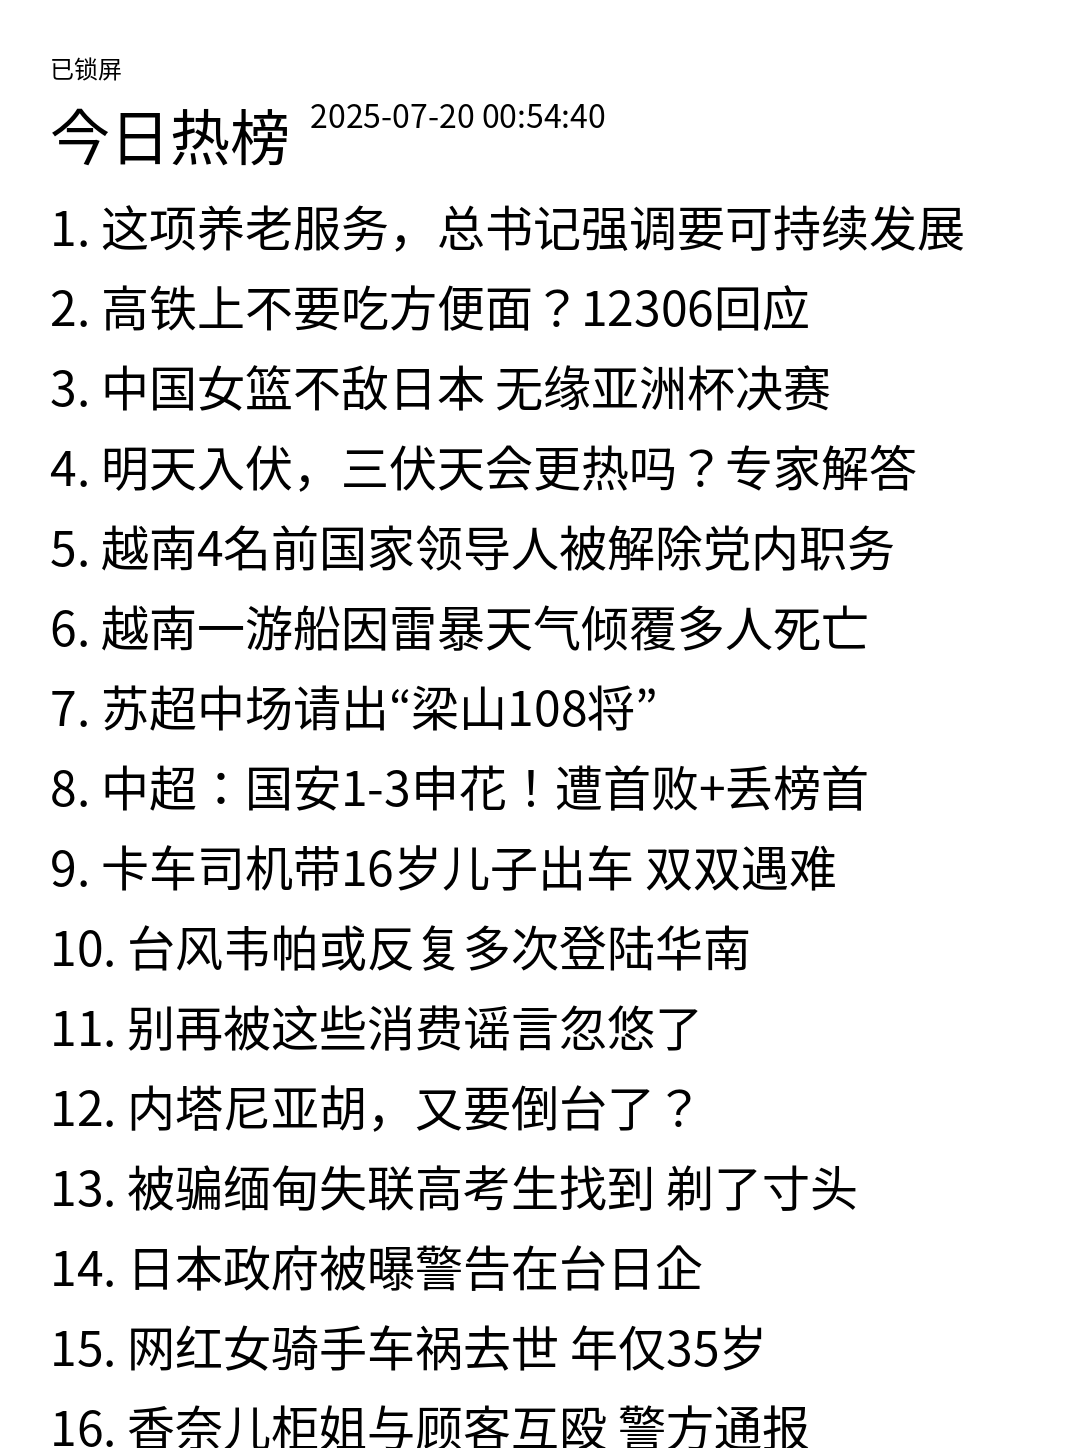 已锁屏
今日热榜 2025-07-20 00:54:40
1. 这项养老服务，总书记强调要可持续发展
2. 高铁上不要吃方便面？12306回应
3. 中国女篮不敌日本 无缘亚洲杯决赛
4. 明天入伏，三伏天会更热吗？专家解答
5. 越南4名前国家领导人被解除党内职务
6. 越南一游船因雷暴天气倾覆多人死亡
7. 苏超中场请出“梁山108将”
8. 中超：国安1-3申花！遭首败+丢榜首
9. 卡车司机带16岁儿子出车 双双遇难
10. 台风韦帕或反复多次登陆华南
11. 别再被这些消费谣言忽悠了
12. 内塔尼亚胡，又要倒台了？
13. 被骗缅甸失联高考生找到 剃了寸头
14. 日本政府被曝警告在台日企
15. 网红女骑手车祸去世 年仅35岁
16. 香奈儿柜姐与顾客互殴 警方通报